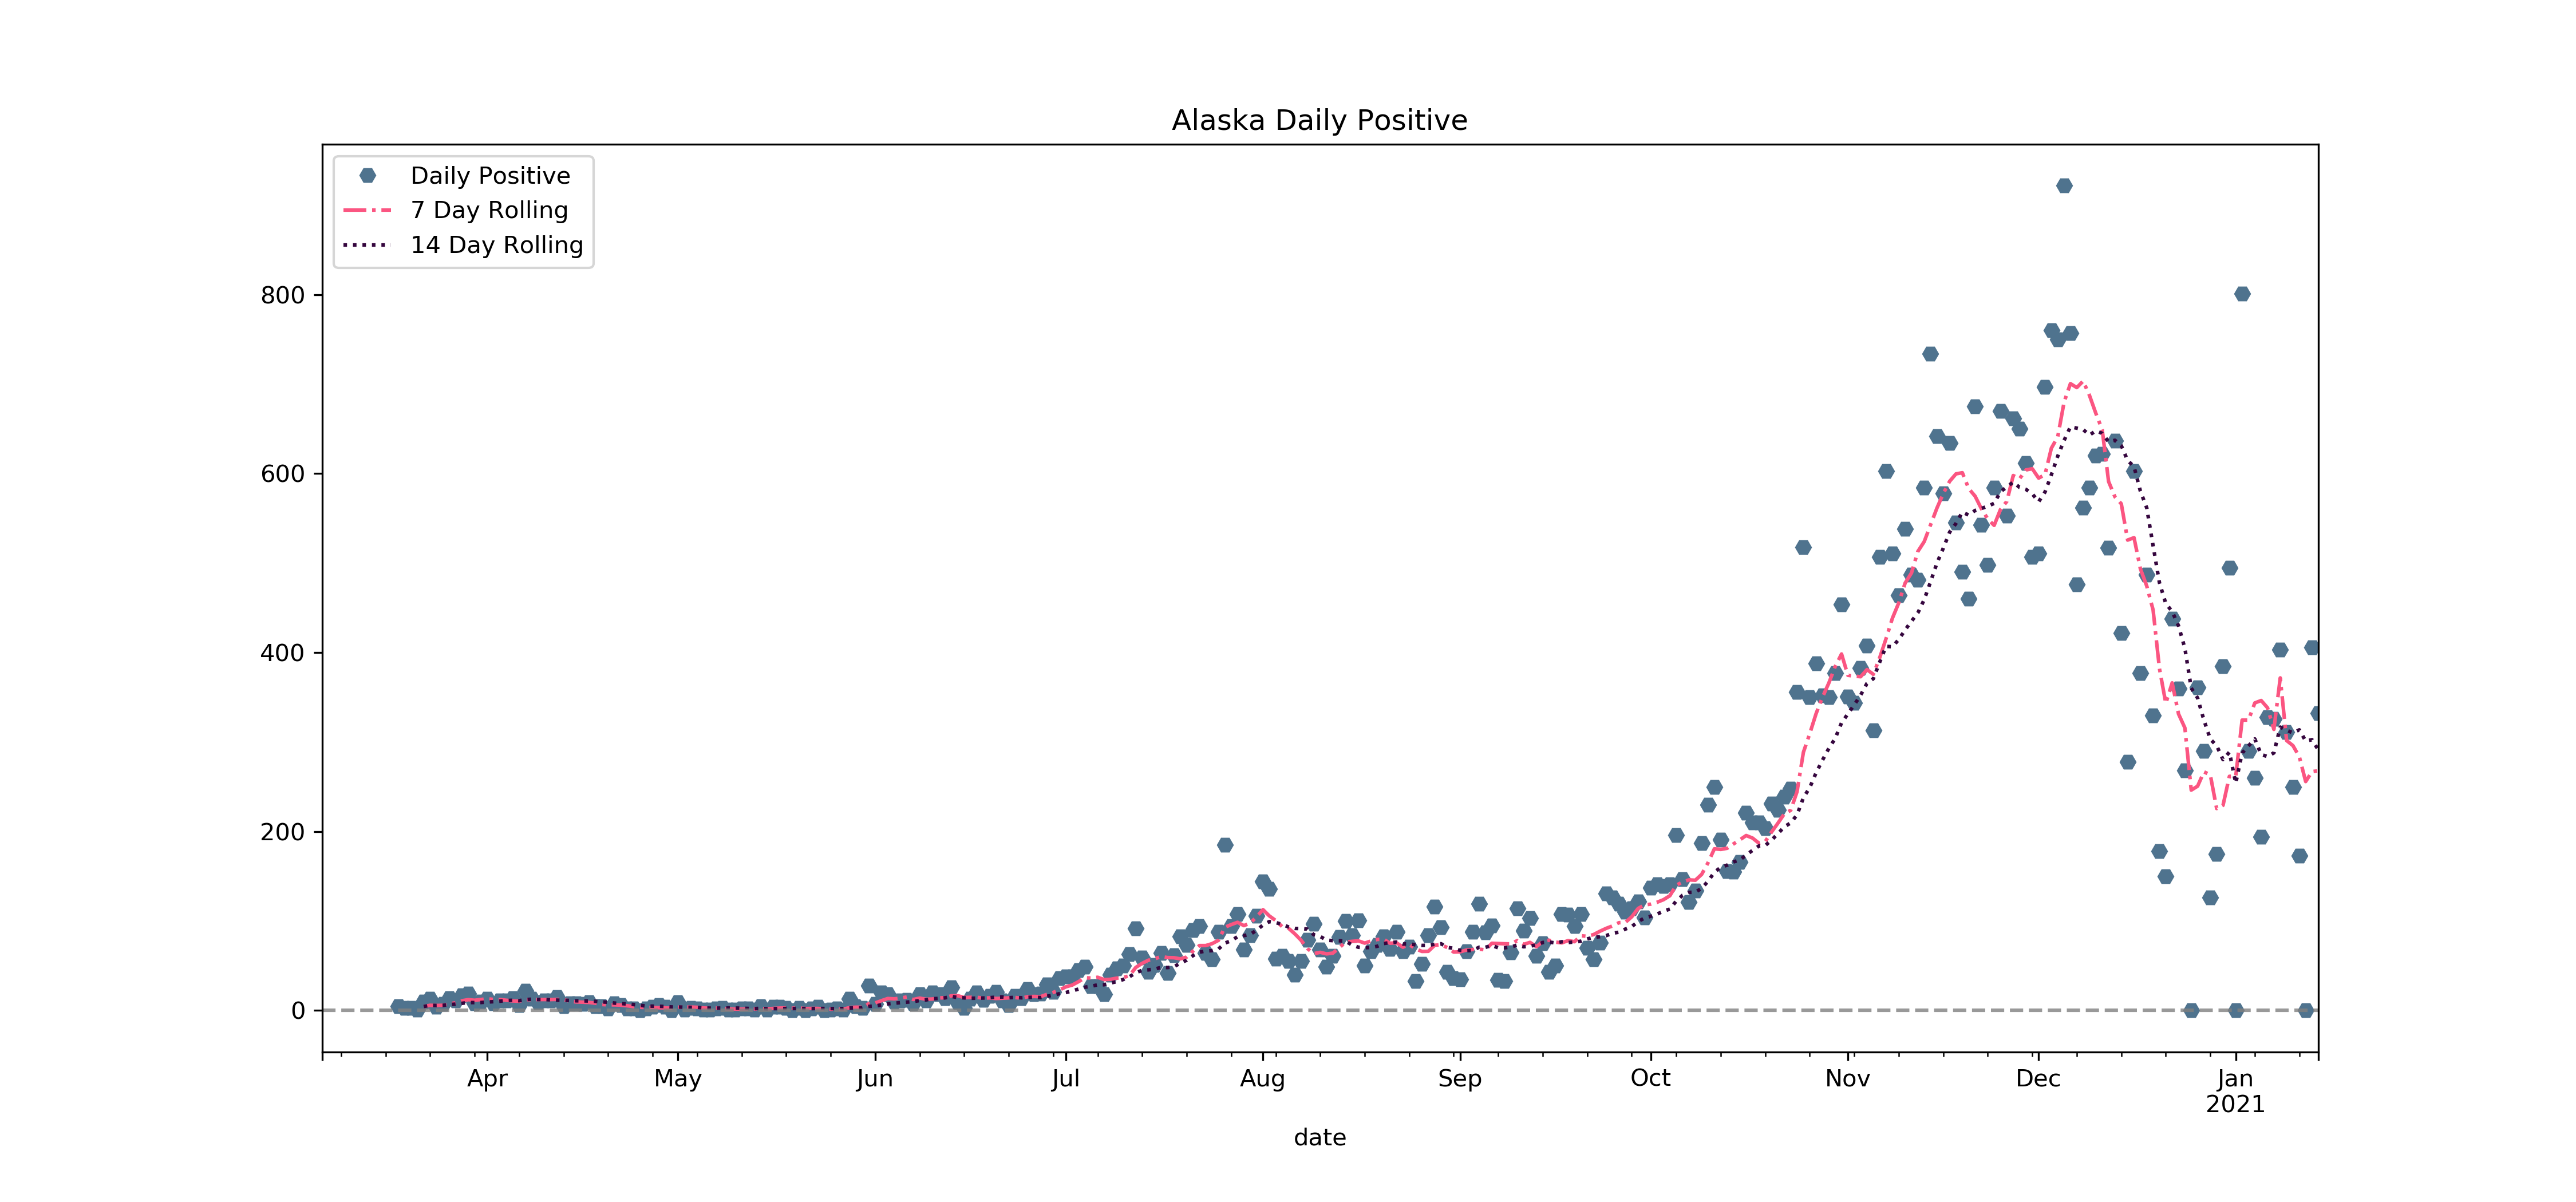 Alaska Daily Positive
Daily Positive
7 Day Rolling
14 Day Rolling
800
600
400
200
0
Apr May Jun Jul Aug Sep Oct Nov Dec Jan
2021
date